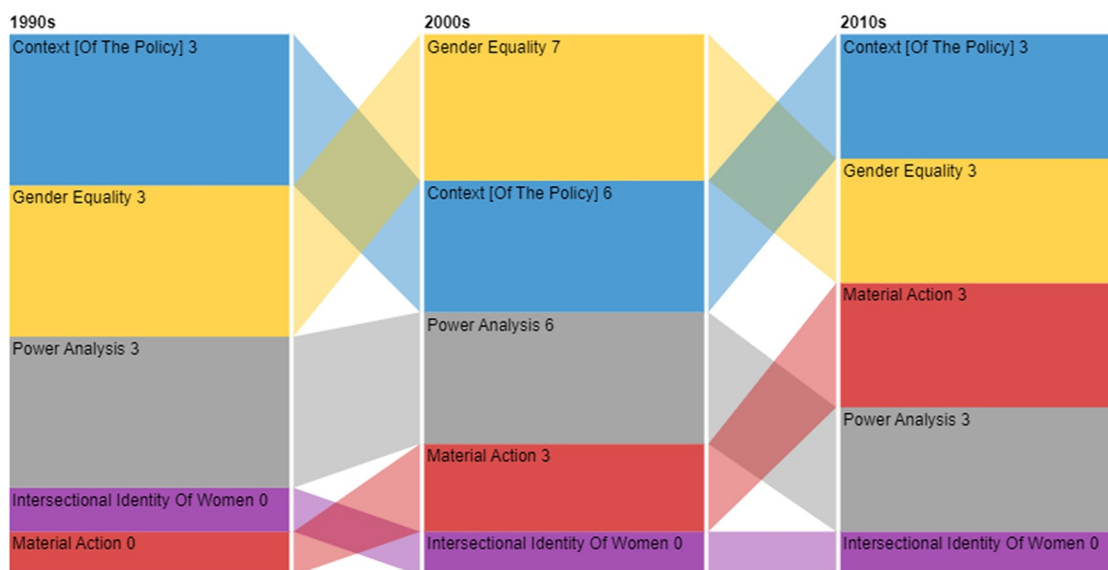 1990s
Context [Of The Policy] 3
Gender Equality 3
Power Analysis 3
Intersectional Identity Of Women 0
Material Action 0
2000s
Gender Equality 7
Context [Of The Policy] 6
Power Analysis 6
Material Action 3
Intersectional Identity Of Women 0
2010s
Context [Of The Policy] 3
Gender Equality 3
Material Action 3
Power Analysis 3
Intersectional Identity Of Women 0